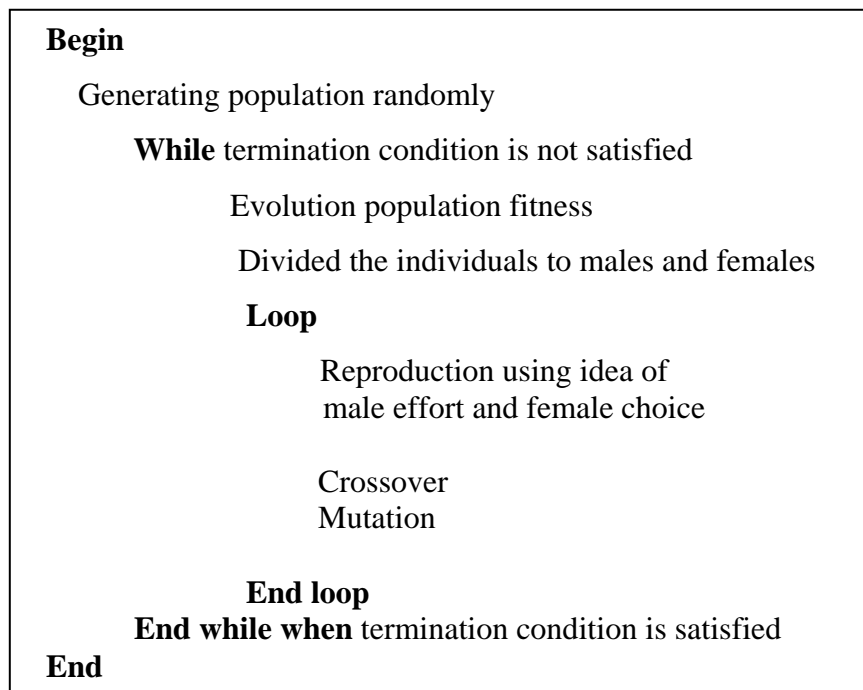 Begin
Generating population randomly
While termination condition is not satisfied
Evolution population fitness
Divided the individuals to males and females
Loop
Reproduction using idea of
male effort and female choice
Crossover
Mutation
End loop
End while when termination condition is satisfied
End